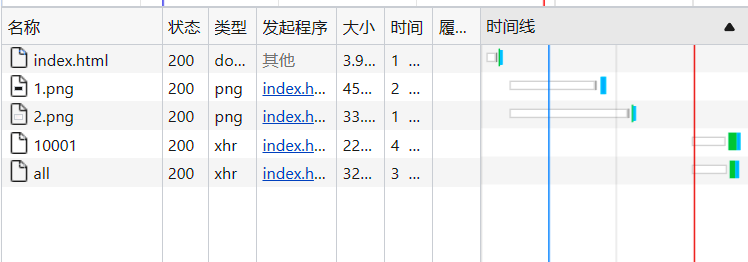 名称 状态 类型 发起程序 大小 时间 履... 时间线 ▲
index.html 200 do... 其他 3.9... 1 ...
1.png 200 png index.h... 45... 2 ...
2.png 200 png index.h... 33.... 1 ...
10001 200 xhr index.h... 22... 4 ...
all 200 xhr index.h... 32... 3 ...